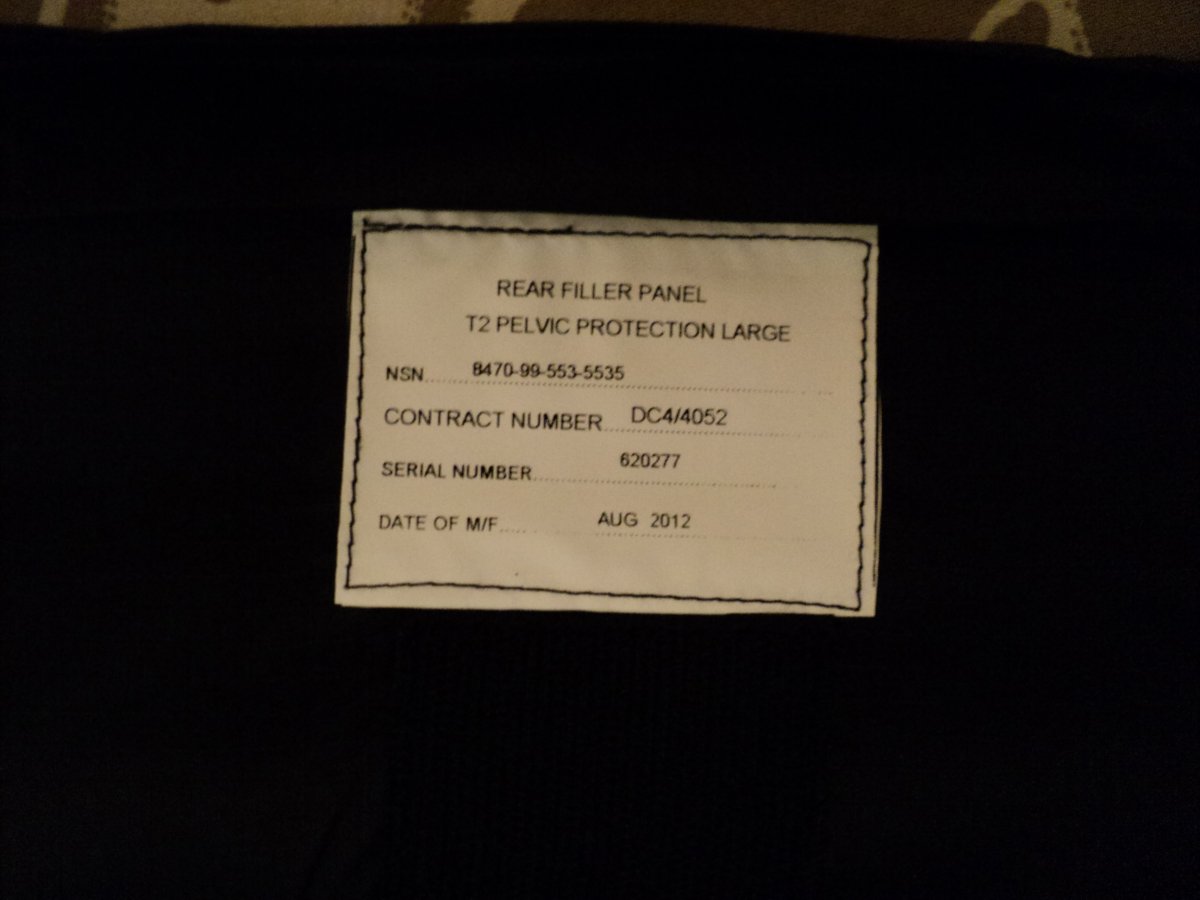 REAR FILLER PANEL
T2 PELVIC PROTECTION LARGE
NSN 8470-99-553-5535
CONTRACT NUMBER DC4/4052
SERIAL NUMBER 620277
DATE OF M/F AUG 2012